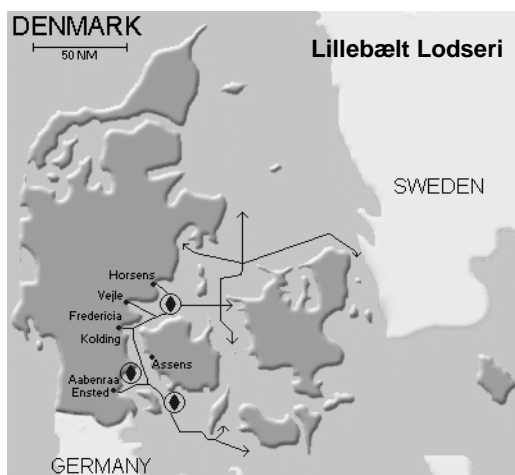 DENMARK
50 NM
Lillebælt Lodseri
SWEDEN
Horsens
Vejle
Fredericia
Kolding
Assens
Aabenraa
Ensted
GERMANY